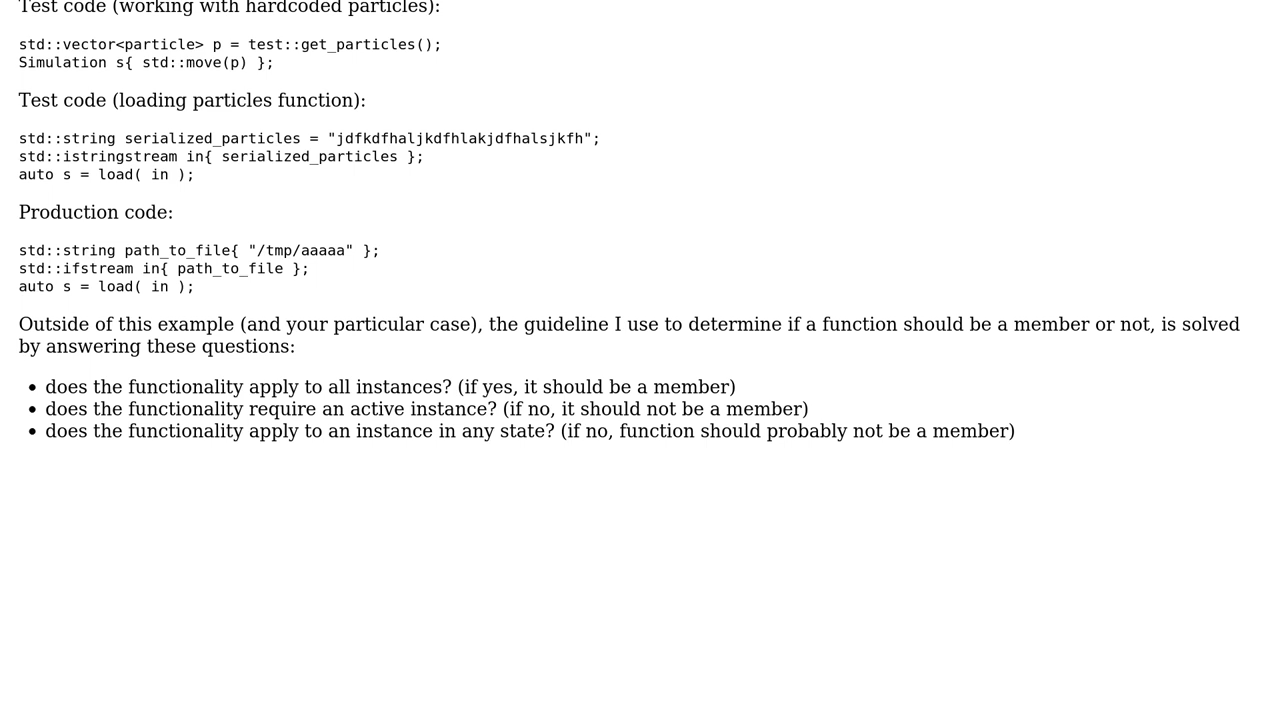 Test code (working with hardcoded particles):
std::vector<particle> p = test::get_particles();
Simulation s{ std::move(p) };
Test code (loading particles function):
std::string serialized_particles = "jdfkdfhaljkdfhlakjdfhalsjkfh";
std::istringstream in{ serialized_particles };
auto s = load( in );
Production code:
std::string path_to_file{ "/tmp/aaaaa" };
std::ifstream in{ path_to_file };
auto s = load( in );
Outside of this example (and your particular case), the guideline I use to determine if a function should be a member or not, is solved
by answering these questions:
• does the functionality apply to all instances? (if yes, it should be a member)
• does the functionality require an active instance? (if no, it should not be a member)
• does the functionality apply to an instance in any state? (if no, function should probably not be a member)